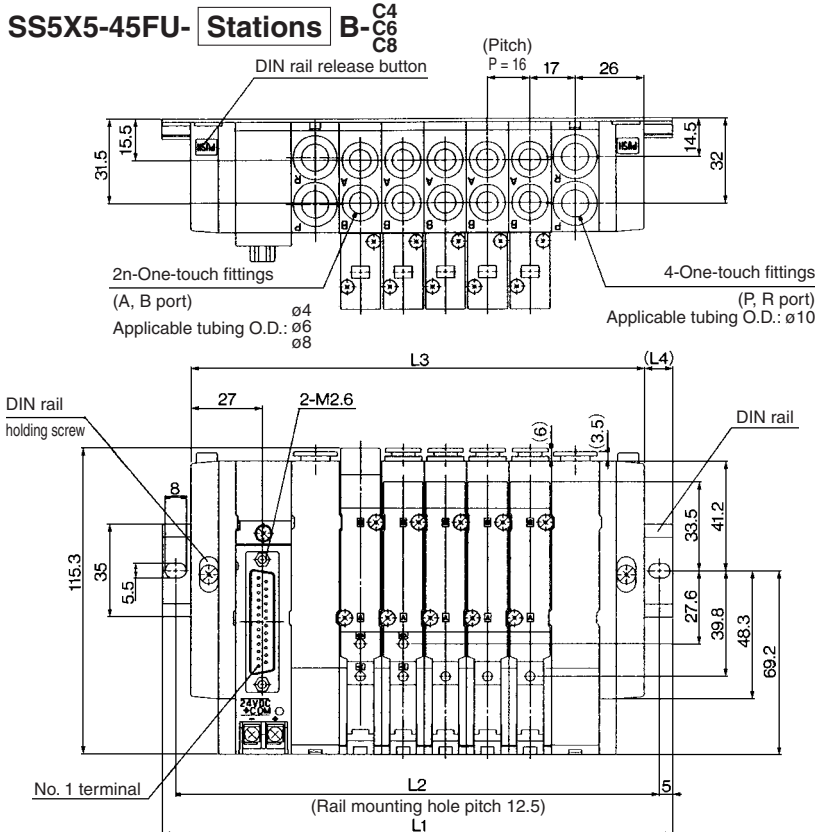 SS5X5-45FU- Stations B-C4
C6
C8
(Pitch)
P = 16
17
26
DIN rail release button
31.5
15.5
PUSH
PUSH
14.5
32
R
A
A
A
A
A
R
P
B
B
B
B
B
P
2n-One-touch fittings
(A, B port)
Applicable tubing O.D.: ø4
ø6
ø8
4-One-touch fittings
(P, R port)
Applicable tubing O.D.: ø10
L3
(L4)
DIN rail
holding screw
27
2-M2.6
(6)
(3.5)
DIN rail
8
115.3
35
5.5
33.5
41.2
27.6
39.8
48.3
69.2
24VDC
+COM
- +
No. 1 terminal
L2
5
(Rail mounting hole pitch 12.5)
L1